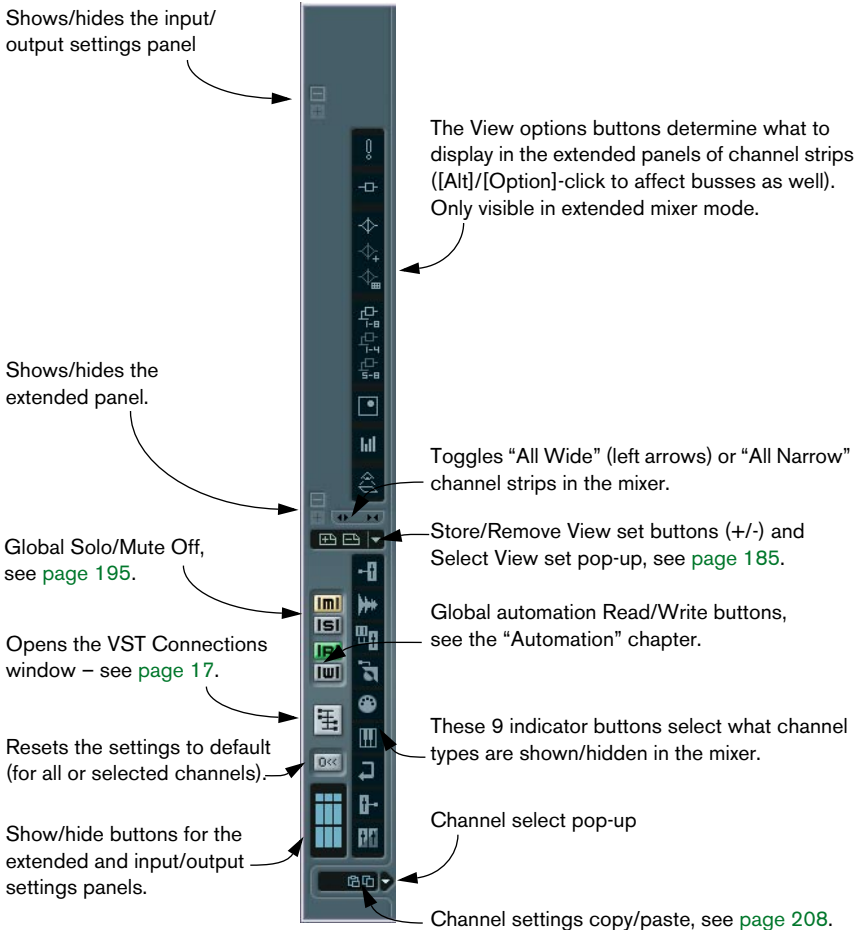 Shows/hides the input/
output settings panel
The View options buttons determine what to
display in the extended panels of channel strips
([Alt]/[Option]-click to affect busses as well).
Only visible in extended mixer mode.
1-8
1-4
5-8
Shows/hides the
extended panel.
Toggles “All Wide” (left arrows) or “All Narrow”
channel strips in the mixer.
Store/Remove View set buttons (+/-) and
Select View set pop-up, see page 185.
Global Solo/Mute Off,
see page 195.
m
S
R
W
Global automation Read/Write buttons,
see the “Automation” chapter.
Opens the VST Connections
window – see page 17.
These 9 indicator buttons select what channel
types are shown/hidden in the mixer.
Resets the settings to default
(for all or selected channels).
0<<
Channel select pop-up
Show/hide buttons for the
extended and input/output
settings panels.
Channel settings copy/paste, see page 208.